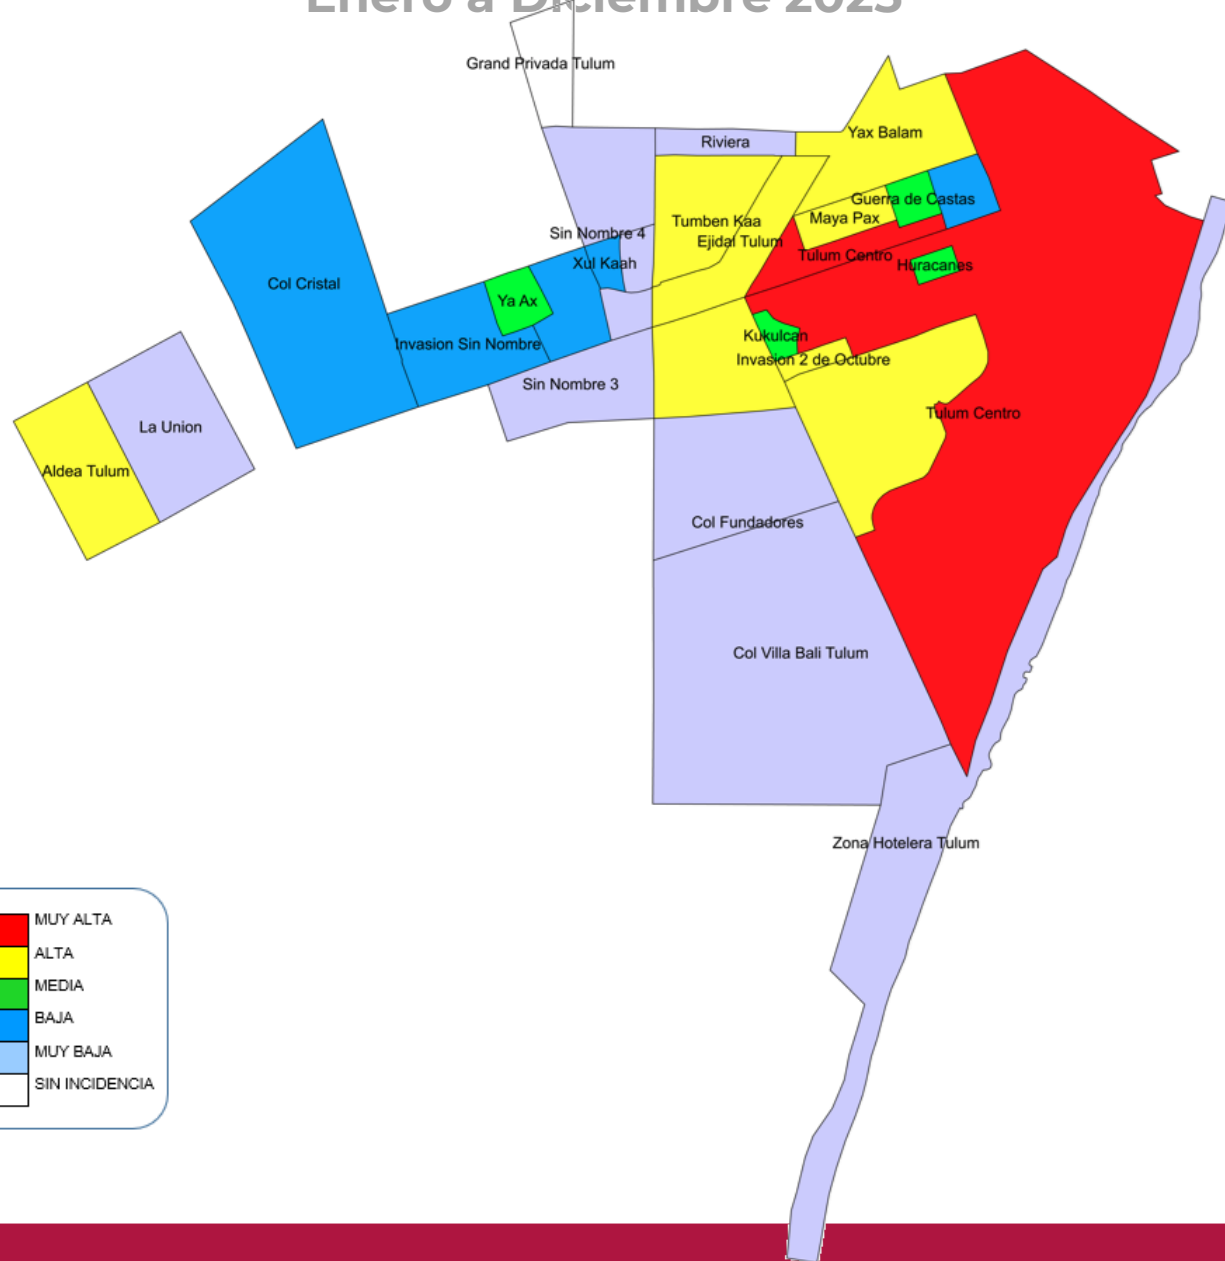 Enero a Diciembre 2023
Grand Privada Tulum
Yax Balam
Riviera
Guerra de Castas
Maya Pax
Tumben Kaa
Sin Nombre 4
Ejidal Tulum
Tulum Centro
Xul Kaah
Huracanes
Col Cristal
Ya Ax
Kukulcan
Invasion Sin Nombre
Invasion 2 de Octubre
Sin Nombre 3
Tulum Centro
La Union
Aldea Tulum
Col Fundadores
Col Villa Bali Tulum
Zona Hotelera Tulum
MUY ALTA
ALTA
MEDIA
BAJA
MUY BAJA
SIN INCIDENCIA